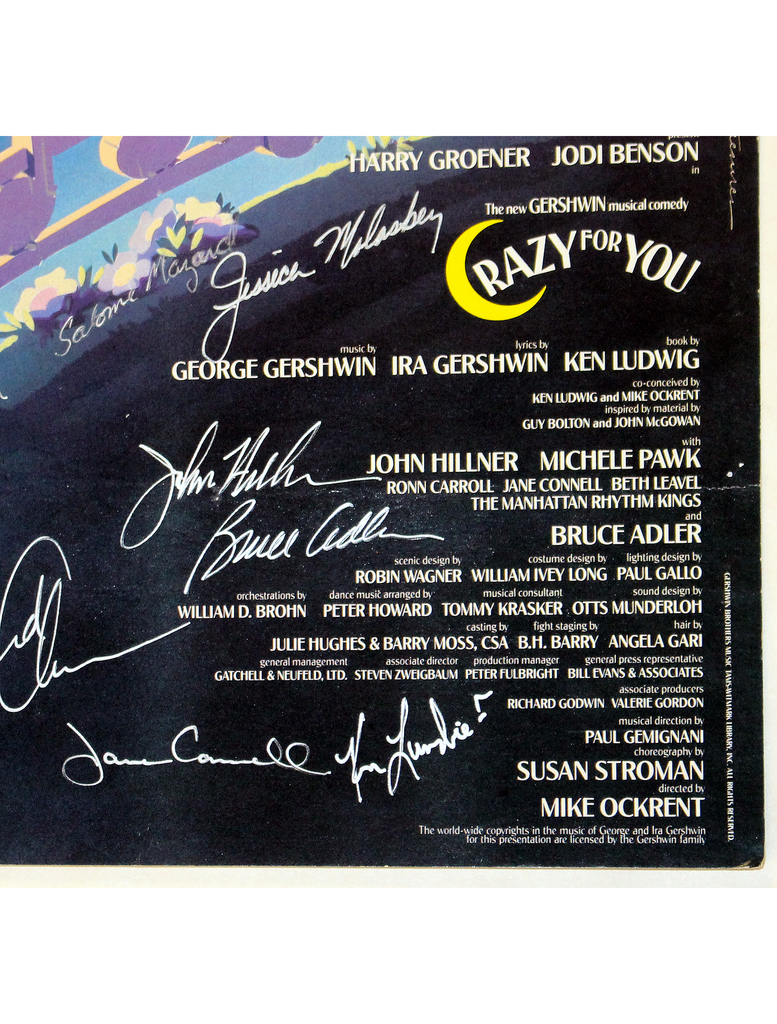 present
HARRY GROENER JODI BENSON
in
The new GERSHWIN musical comedy
CRAZY FOR YOU
Salome Mazard
Jessica Molaskey
music by lyrics by book by
GEORGE GERSHWIN IRA GERSHWIN KEN LUDWIG
co-conceived by
KEN LUDWIG and MIKE OCKRENT
inspired by material by
GUY BOLTON and JOHN McGOWAN
with
John Hillner
JOHN HILLNER MICHELE PAWK
RONN CARROLL JANE CONNELL BETH LEAVEL
THE MANHATTAN RHYTHM KINGS
and
Bruce Adler
BRUCE ADLER
scenic design by costume design by lighting design by
ROBIN WAGNER WILLIAM IVEY LONG PAUL GALLO
orchestrations by dance music arranged by musical consultant sound design by
WILLIAM D. BROHN PETER HOWARD TOMMY KRASKER OTTS MUNDERLOH
casting by fight staging by hair by
JULIE HUGHES & BARRY MOSS, CSA B.H. BARRY ANGELA GARI
general management associate director production manager general press representative
GATCHELL & NEUFELD, LTD. STEVEN ZWEIGBAUM PETER FULBRIGHT BILL EVANS & ASSOCIATES
associate producers
RICHARD GODWIN VALERIE GORDON
musical direction by
PAUL GEMIGNANI
choreography by
Jane Connell
SUSAN STROMAN
directed by
MIKE OCKRENT
The world-wide copyrights in the music of George and Ira Gershwin
for this presentation are licensed by the Gershwin family
GERSHWIN BROTHERS MUSIC INC. ALL RIGHTS RESERVED.